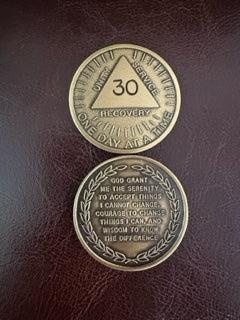 UNITY
SERVICE
30
RECOVERY
ONE DAY AT A TIME
GOD GRANT
ME THE SERENITY
TO ACCEPT THINGS
I CANNOT CHANGE,
COURAGE TO CHANGE
THINGS I CAN, AND
WISDOM TO KNOW
THE DIFFERENCE